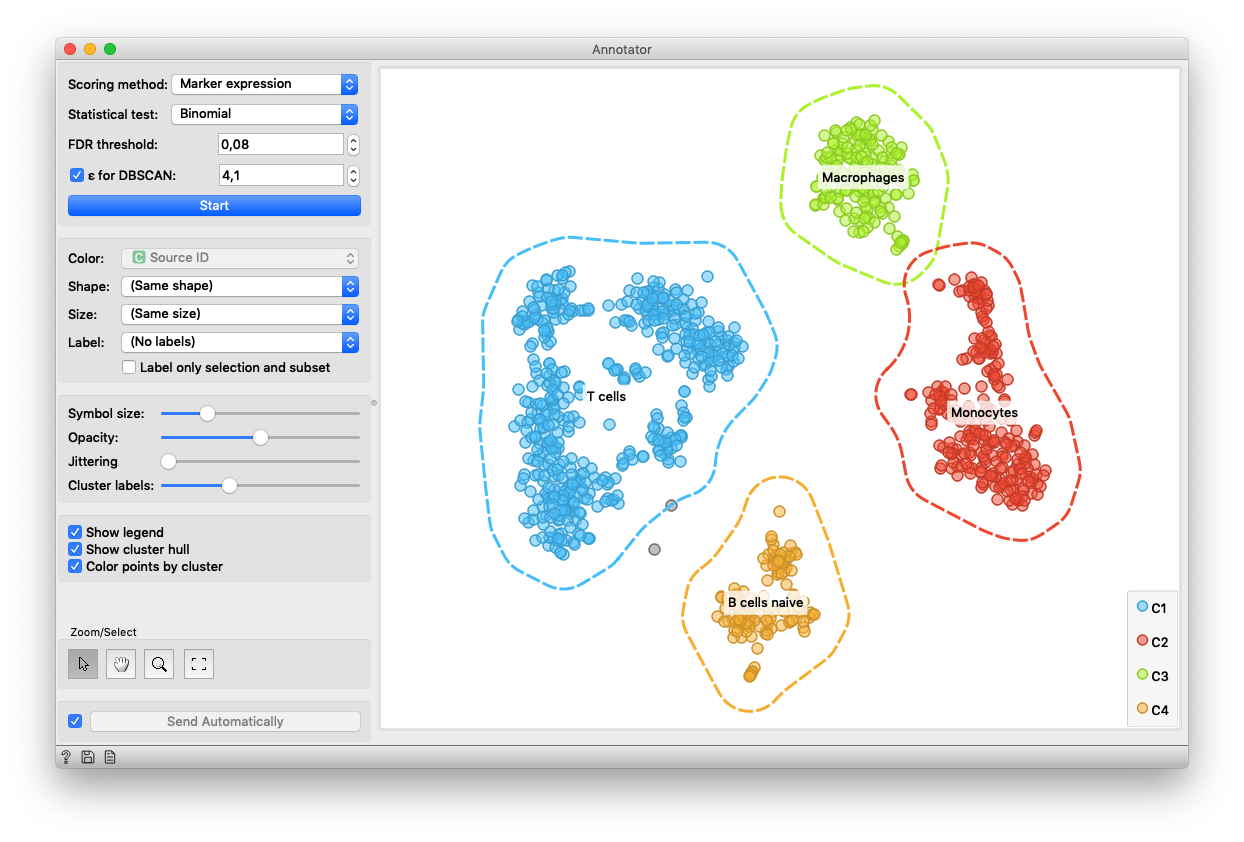 Annotator
Scoring method: Marker expression
Statistical test: Binomial
FDR threshold: 0,08
ε for DBSCAN: 4,1
Start
Color: C Source ID
Shape: (Same shape)
Size: (Same size)
Label: (No labels)
Label only selection and subset
Symbol size:
Opacity:
Jittering
Cluster labels:
Show legend
Show cluster hull
Color points by cluster
Zoom/Select
Send Automatically
?
Macrophages
T cells
Monocytes
B cells naive
C1
C2
C3
C4